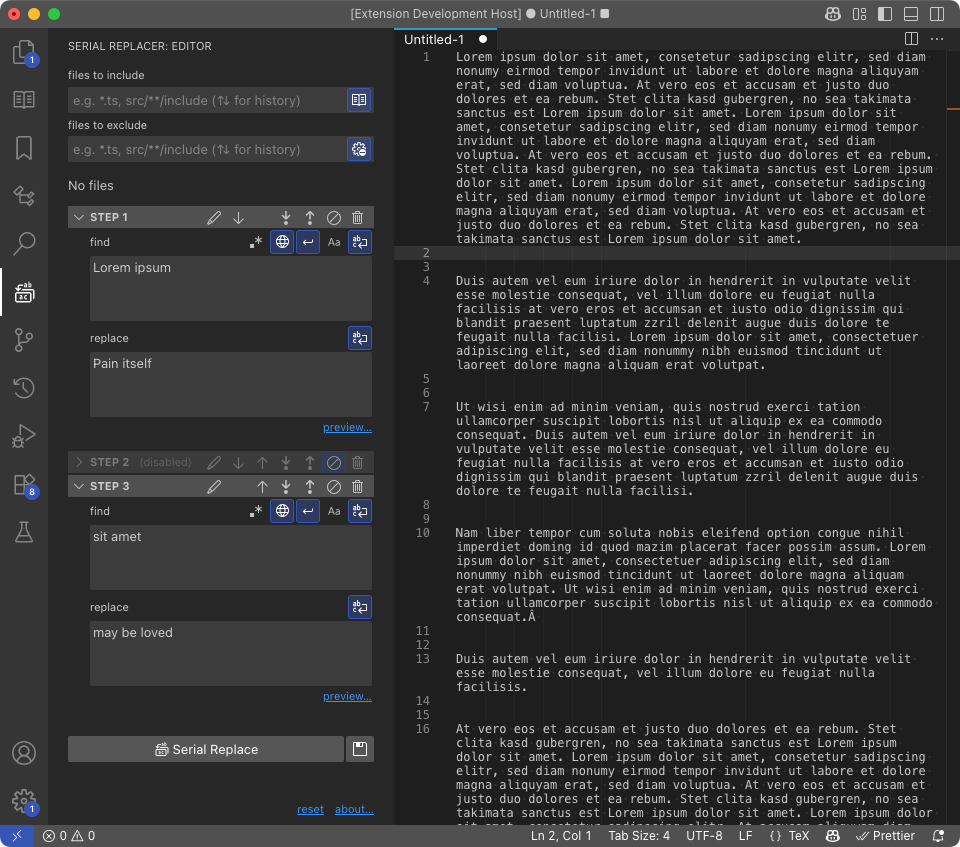 [Extension Development Host] ● Untitled-1
SERIAL REPLACER: EDITOR
files to include
e.g. *.ts, src/**/include (↑↓ for history)
files to exclude
e.g. *.ts, src/**/include (↑↓ for history)
No files
STEP 1
find
.* Aa
Lorem ipsum
replace
Pain itself
preview...
STEP 2 (disabled)
STEP 3
find
.* Aa
sit amet
replace
may be loved
preview...
Serial Replace
reset about...
1
8
1
Untitled-1
1 Lorem ipsum dolor sit amet, consetetur sadipscing elitr, sed diam
nonumy eirmod tempor invidunt ut labore et dolore magna aliquyam
erat, sed diam voluptua. At vero eos et accusam et justo duo
dolores et ea rebum. Stet clita kasd gubergren, no sea takimata
sanctus est Lorem ipsum dolor sit amet. Lorem ipsum dolor sit
amet, consetetur sadipscing elitr, sed diam nonumy eirmod tempor
invidunt ut labore et dolore magna aliquyam erat, sed diam
voluptua. At vero eos et accusam et justo duo dolores et ea rebum.
Stet clita kasd gubergren, no sea takimata sanctus est Lorem ipsum
dolor sit amet. Lorem ipsum dolor sit amet, consetetur sadipscing
elitr, sed diam nonumy eirmod tempor invidunt ut labore et dolore
magna aliquyam erat, sed diam voluptua. At vero eos et accusam et
justo duo dolores et ea rebum. Stet clita kasd gubergren, no sea
takimata sanctus est Lorem ipsum dolor sit amet.
2
3
4 Duis autem vel eum iriure dolor in hendrerit in vulputate velit
esse molestie consequat, vel illum dolore eu feugiat nulla
facilisis at vero eros et accumsan et iusto odio dignissim qui
blandit praesent luptatum zzril delenit augue duis dolore te
feugait nulla facilisi. Lorem ipsum dolor sit amet, consectetuer
adipiscing elit, sed diam nonummy nibh euismod tincidunt ut
laoreet dolore magna aliquam erat volutpat.
5
6
7 Ut wisi enim ad minim veniam, quis nostrud exerci tation
ullamcorper suscipit lobortis nisl ut aliquip ex ea commodo
consequat. Duis autem vel eum iriure dolor in hendrerit in
vulputate velit esse molestie consequat, vel illum dolore eu
feugiat nulla facilisis at vero eros et accumsan et iusto odio
dignissim qui blandit praesent luptatum zzril delenit augue duis
dolore te feugait nulla facilisi.
8
9
10 Nam liber tempor cum soluta nobis eleifend option congue nihil
imperdiet doming id quod mazim placerat facer possim assum. Lorem
ipsum dolor sit amet, consectetuer adipiscing elit, sed diam
nonummy nibh euismod tincidunt ut laoreet dolore magna aliquam
erat volutpat. Ut wisi enim ad minim veniam, quis nostrud exerci
tation ullamcorper suscipit lobortis nisl ut aliquip ex ea commodo
consequat.Â
11
12
13 Duis autem vel eum iriure dolor in hendrerit in vulputate velit
esse molestie consequat, vel illum dolore eu feugiat nulla
facilisis.
14
15
16 At vero eos et accusam et justo duo dolores et ea rebum. Stet
clita kasd gubergren, no sea takimata sanctus est Lorem ipsum
dolor sit amet. Lorem ipsum dolor sit amet, consetetur sadipscing
elitr, sed diam nonumy eirmod tempor invidunt ut labore et dolore
magna aliquyam erat, sed diam voluptua. At vero eos et accusam et
justo duo dolores et ea rebum. Stet clita kasd gubergren, no sea
takimata sanctus est Lorem ipsum dolor sit amet. Lorem ipsum dolor
0 0 Ln 2, Col 1 Tab Size: 4 UTF-8 LF { } TeX Prettier